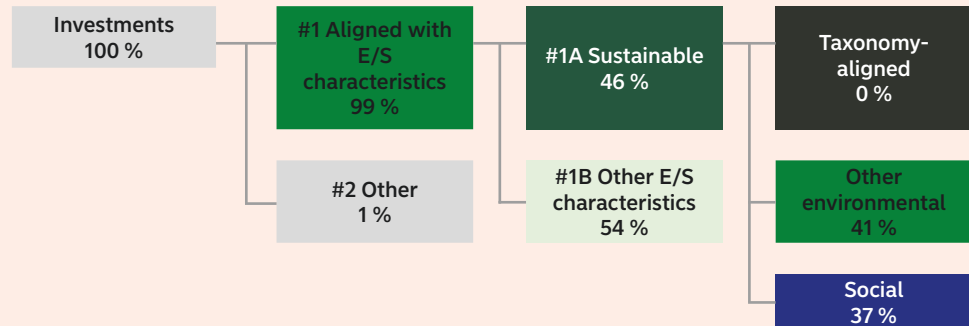 Investments
100 %
#1 Aligned with
E/S
characteristics
99 %
#1A Sustainable
46 %
Taxonomy-
aligned
0 %
#2 Other
1 %
#1B Other E/S
characteristics
54 %
Other
environmental
41 %
Social
37 %